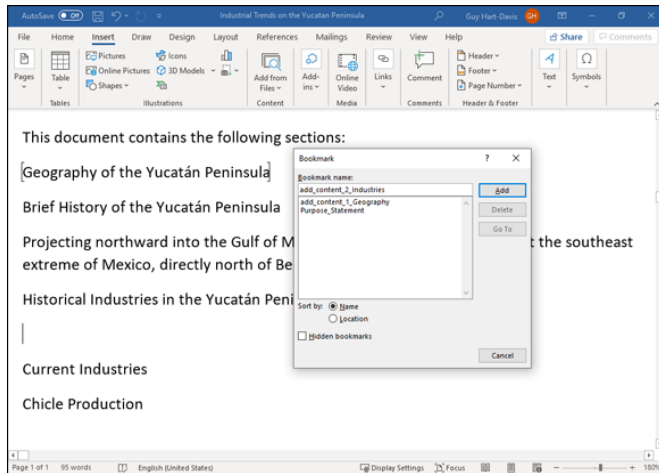 AutoSave Off Industrial Trends on the Yucatan Peninsula Guy Hart-Davis GH
File Home Insert Draw Design Layout References Mailings Review View Help Share Comments
Pages
Table
Tables
Pictures
Online Pictures
Shapes
Icons
3D Models
Illustrations
Add from Files
Content
Add-ins
Online Video
Media
Links
Comment
Comments
Header
Footer
Page Number
Header & Footer
Text
Symbols
This document contains the following sections:
Geography of the Yucatán Peninsula
Brief History of the Yucatán Peninsula
Projecting northward into the Gulf of M
t the southeast
extreme of Mexico, directly north of Be
Historical Industries in the Yucatán Peni
Current Industries
Chicle Production
Bookmark ? X
Bookmark name:
add_content_2_Industries
Add
add_content_1_Geography
Purpose_Statement
Delete
Go To
Sort by: Name
Location
Hidden bookmarks
Cancel
Page 1 of 1 95 words English (United States) Display Settings Focus 180%